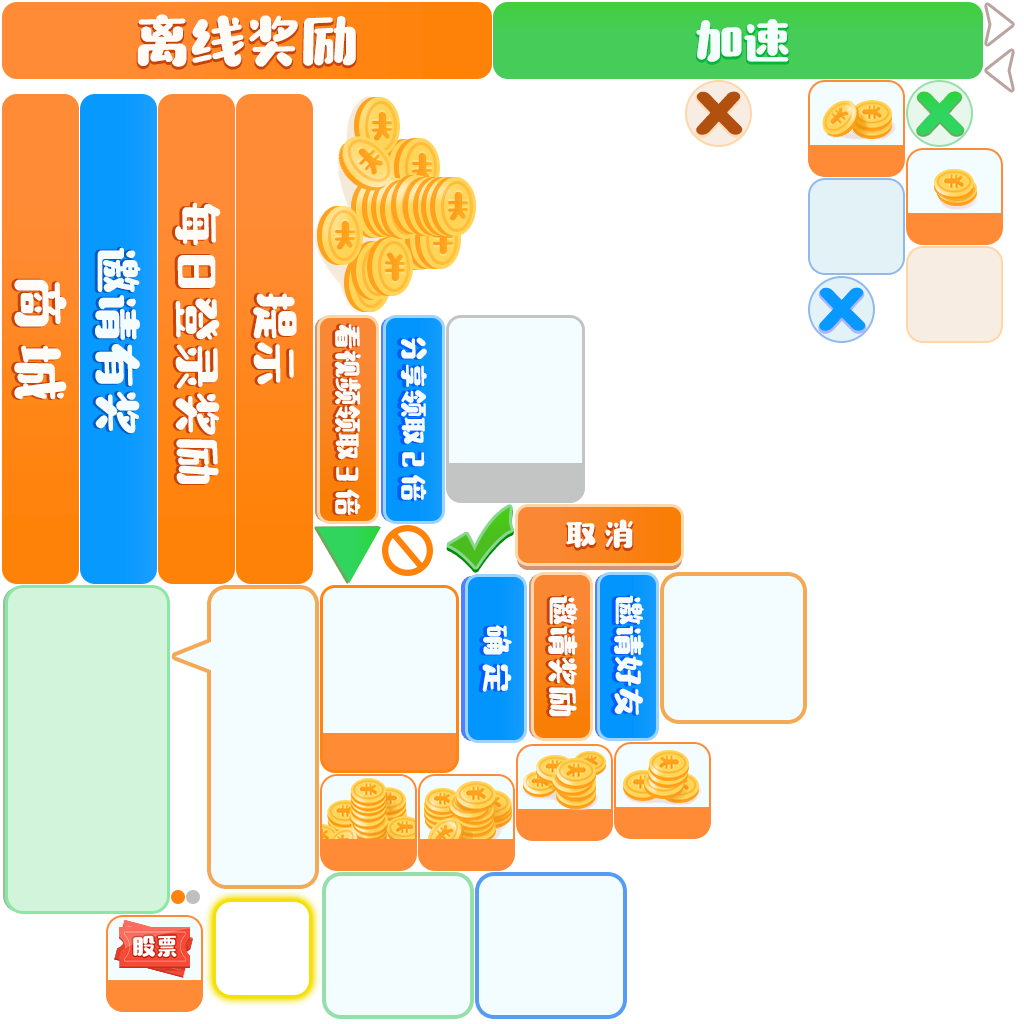 离线奖励
加速
商城
邀请有奖
每日登录奖励
提示
看视频领取3倍
分享领取2倍
取消
确定
邀请奖励
邀请好友
股票